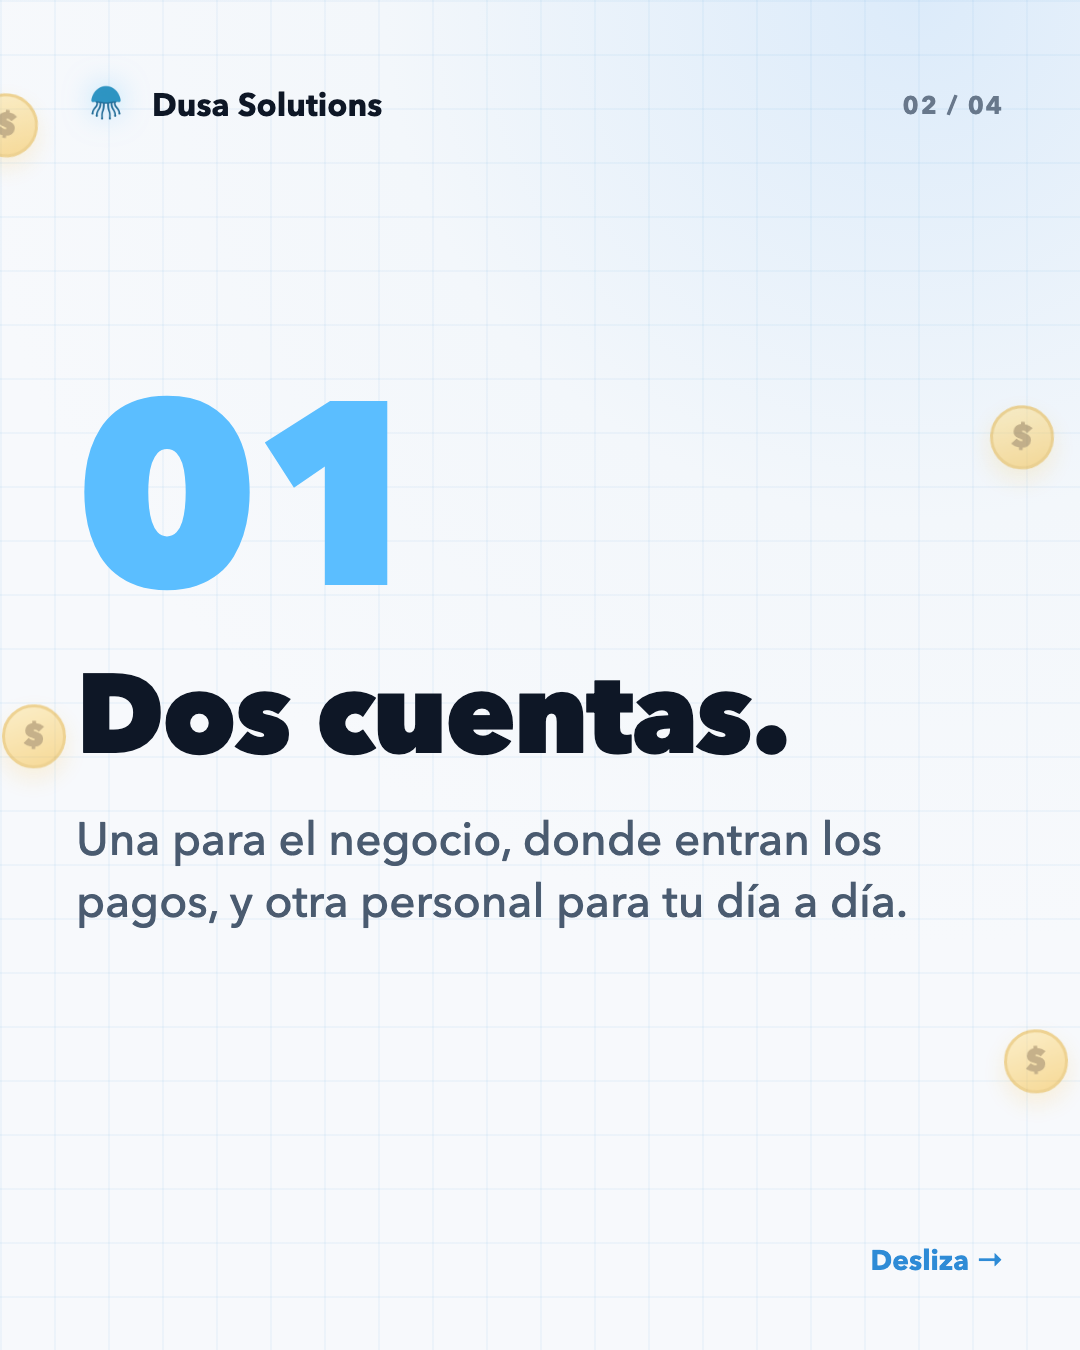 Dusa Solutions
02 / 04
$
$
01
Dos cuentas.
$
Una para el negocio, donde entran los
pagos, y otra personal para tu día a día.
$
Desliza →